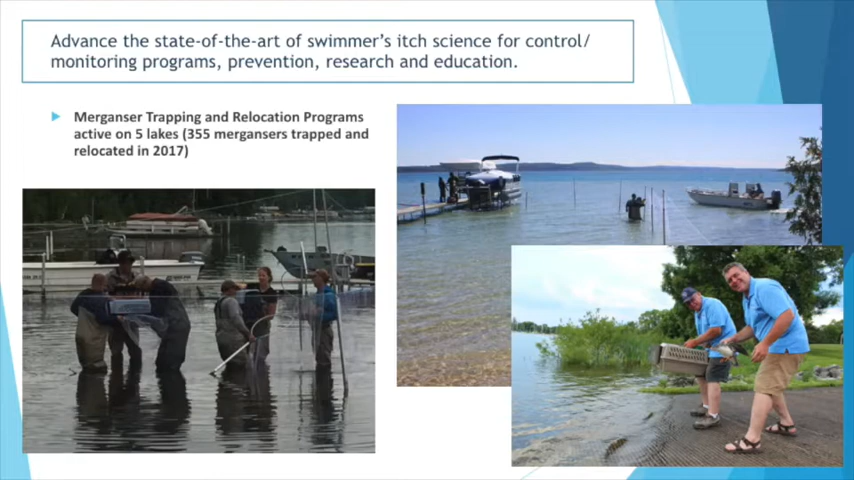 Advance the state-of-the-art of swimmer's itch science for control/
monitoring programs, prevention, research and education.
Merganser Trapping and Relocation Programs
active on 5 lakes (355 mergansers trapped and
relocated in 2017)